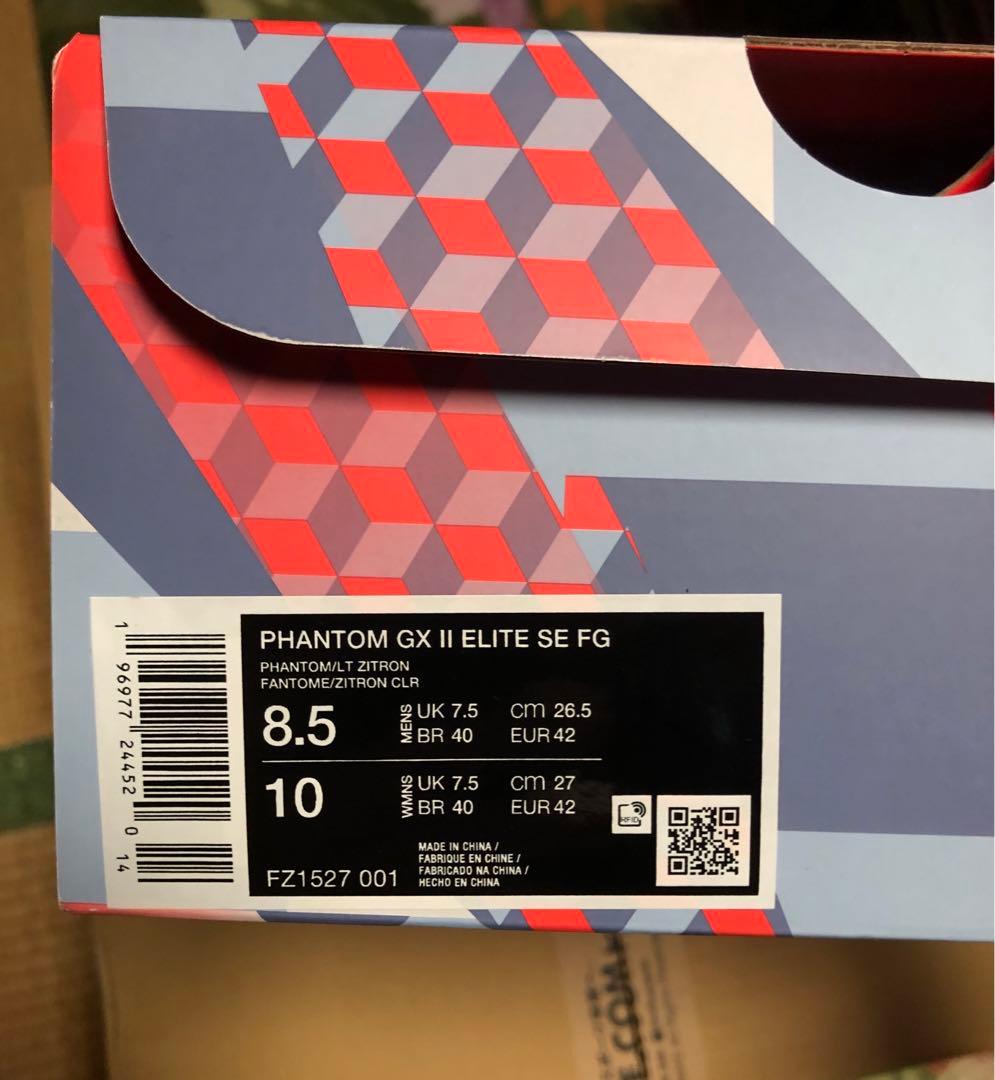 PHANTOM GX II ELITE SE FG
PHANTOM/LT ZITRON
FANTOME/ZITRON CLR
8.5 MENS UK 7.5 cm 26.5
BR 40 EUR 42
10 WMNS UK 7.5 cm 27
BR 40 EUR 42
RFID
MADE IN CHINA /
FABRIQUE EN CHINE /
FABRICADO NA CHINA /
HECHO EN CHINA
FZ1527 001
1 96977 24452 0 14